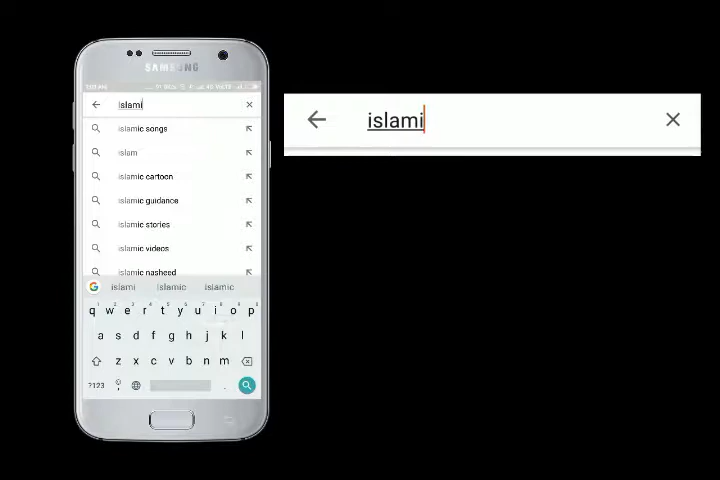 SAMSUNG
islami
islamic songs
islam
islamic cartoon
islamic guidance
islamic stories
islamic videos
islamic nasheed
islami islamic islamic
q w e r t y u i o p
a s d f g h j k l
z x c v b n m
?123 , .
islami